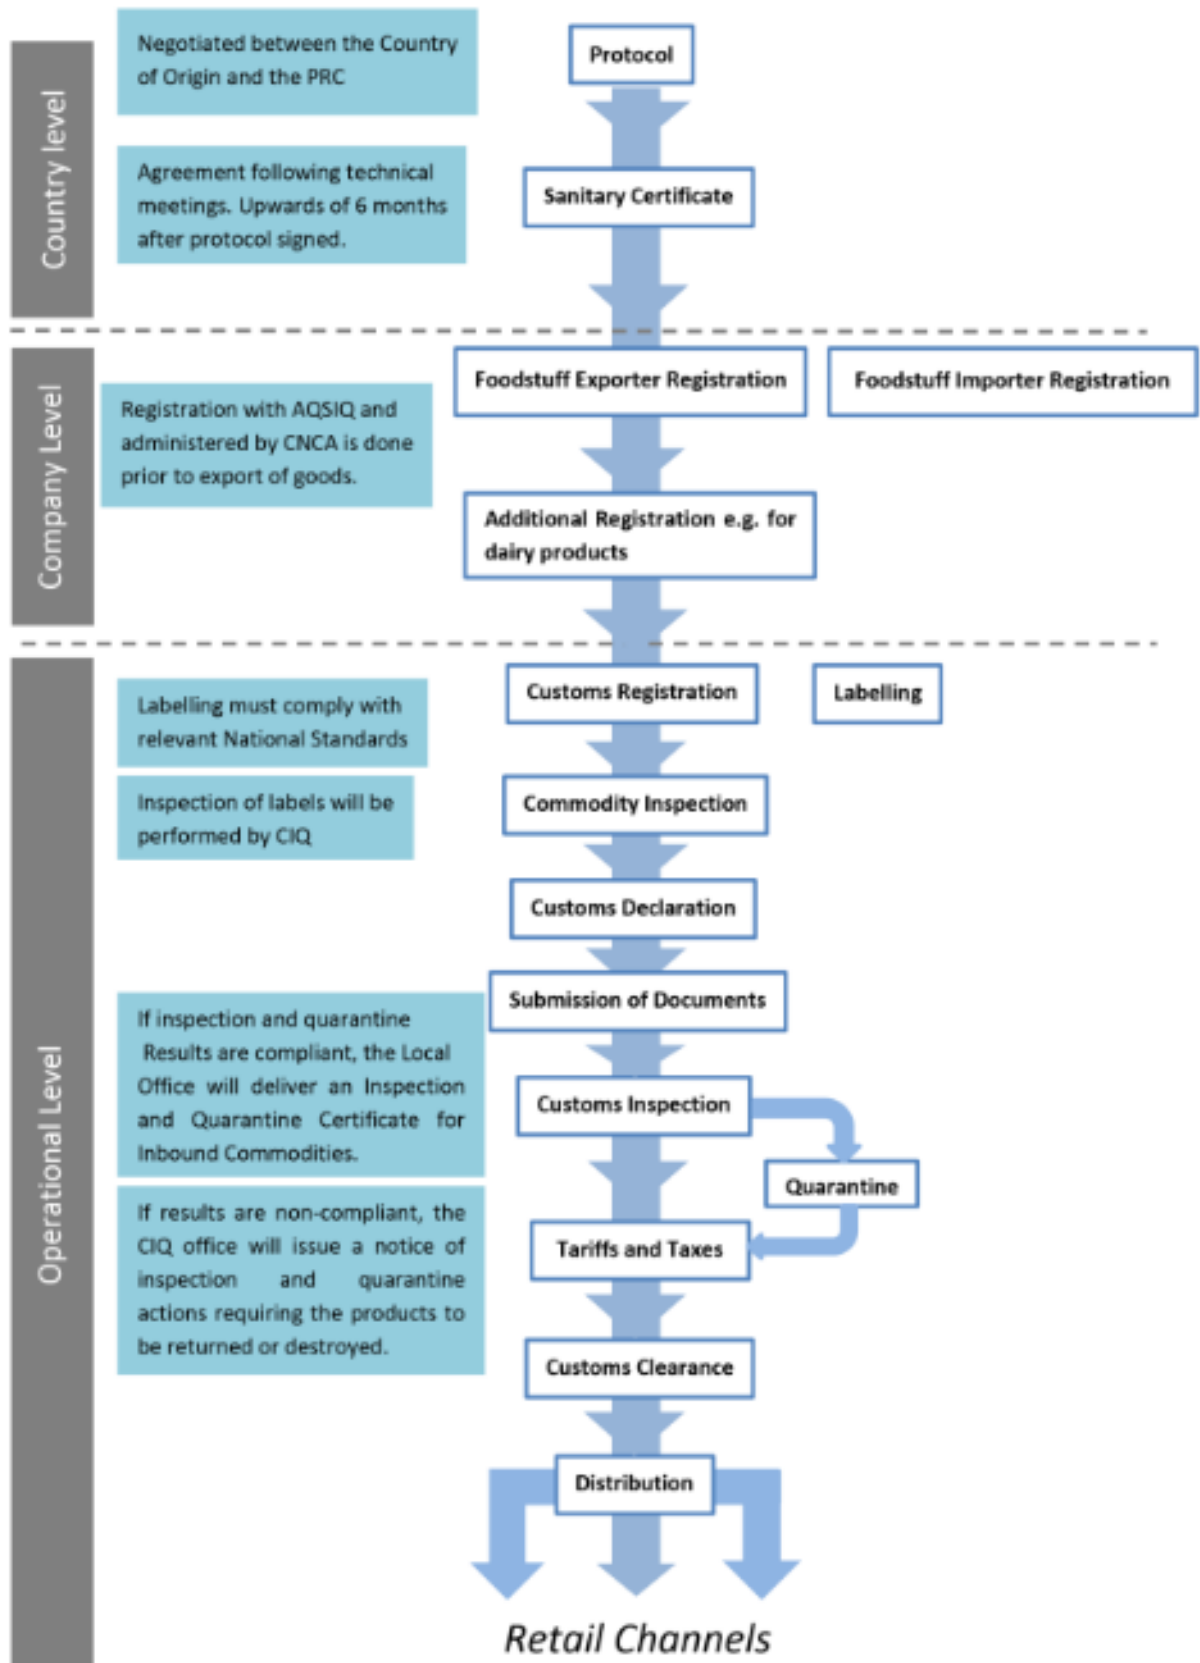 Country level
Negotiated between the Country
of Origin and the PRC
Protocol
Agreement following technical
meetings. Upwards of 6 months
after protocol signed.
Sanitary Certificate
Company Level
Foodstuff Exporter Registration
Foodstuff Importer Registration
Registration with AQSIQ and
administered by CNCA is done
prior to export of goods.
Additional Registration e.g. for
dairy products
Operational Level
Customs Registration
Labelling
Labelling must comply with
relevant National Standards
Inspection of labels will be
performed by CIQ
Commodity Inspection
Customs Declaration
Submission of Documents
If inspection and quarantine
Results are compliant, the Local
Office will deliver an Inspection
and Quarantine Certificate for
Inbound Commodities.
Customs Inspection
Quarantine
If results are non-compliant, the
CIQ office will issue a notice of
inspection and quarantine
actions requiring the products to
be returned or destroyed.
Tariffs and Taxes
Customs Clearance
Distribution
Retail Channels